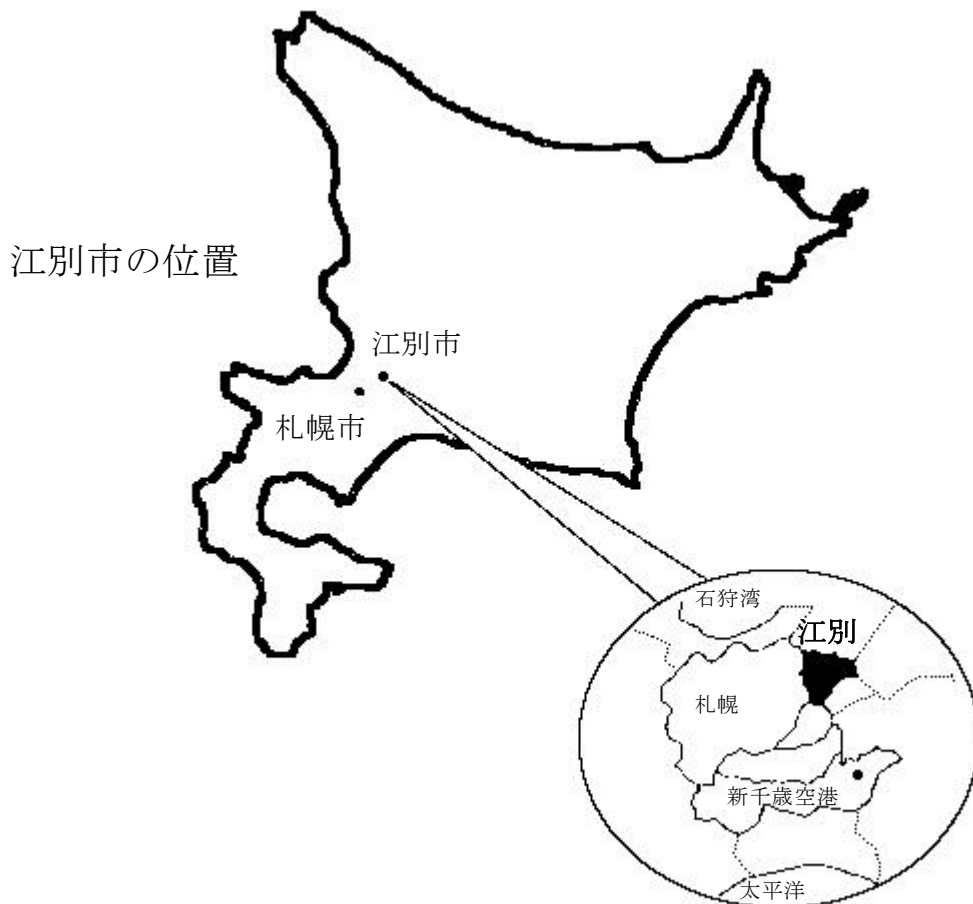 江別市の位置
江別市
札幌市
石狩湾
江別
札幌
新千歳空港
太平洋